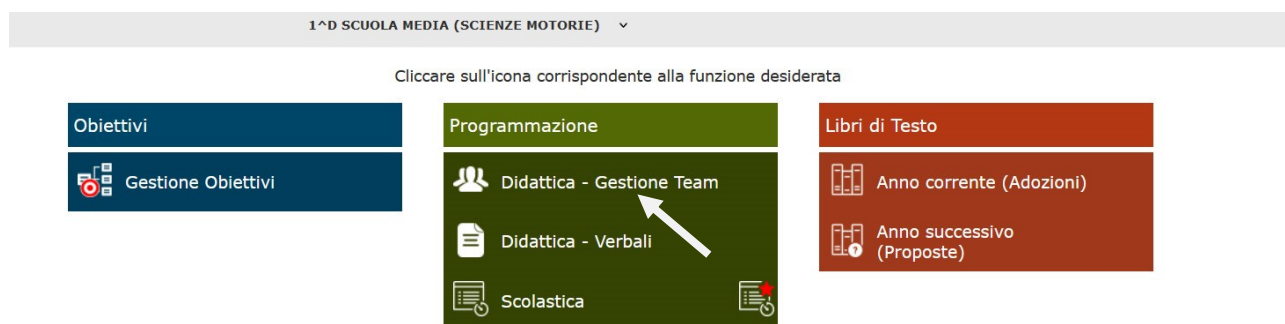 1^D SCUOLA MEDIA (SCIENZE MOTORIE)
Cliccare sull'icona corrispondente alla funzione desiderata
Obiettivi
Gestione Obiettivi
Programmazione
Didattica - Gestione Team
Didattica - Verbali
Scolastica
Libri di Testo
Anno corrente (Adozioni)
Anno successivo
(Proposte)